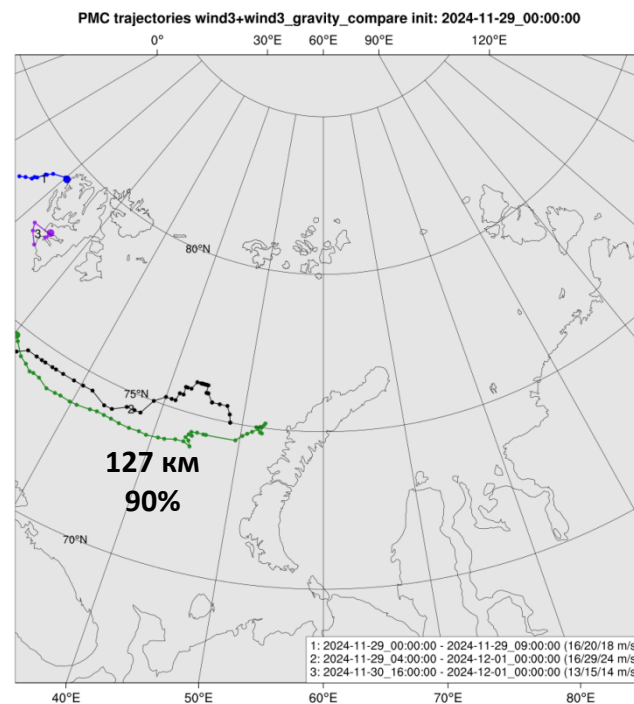 PMC trajectories wind3+wind3_gravity_compare init: 2024-11-29_00:00:00
0° 30°E 60°E 90°E 120°E
1
3
80°N
75°N
2
127 км
90%
70°N
1: 2024-11-29_00:00:00 - 2024-11-29_09:00:00 (16/20/18 m/s
2: 2024-11-29_04:00:00 - 2024-12-01_00:00:00 (16/29/24 m/s
3: 2024-11-30_16:00:00 - 2024-12-01_00:00:00 (13/15/14 m/s
40°E 50°E 60°E 70°E 80°E